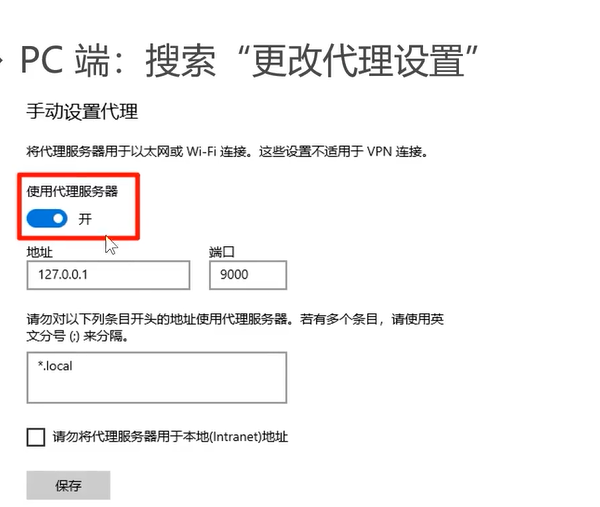 PC 端：搜索“更改代理设置”
手动设置代理
将代理服务器用于以太网或 Wi-Fi 连接。这些设置不适用于 VPN 连接。
使用代理服务器
开
地址 端口
127.0.0.1 9000
请勿对以下列条目开头的地址使用代理服务器。若有多个条目，请使用英
文分号 (;) 来分隔。
*.local
请勿将代理服务器用于本地(Intranet)地址
保存